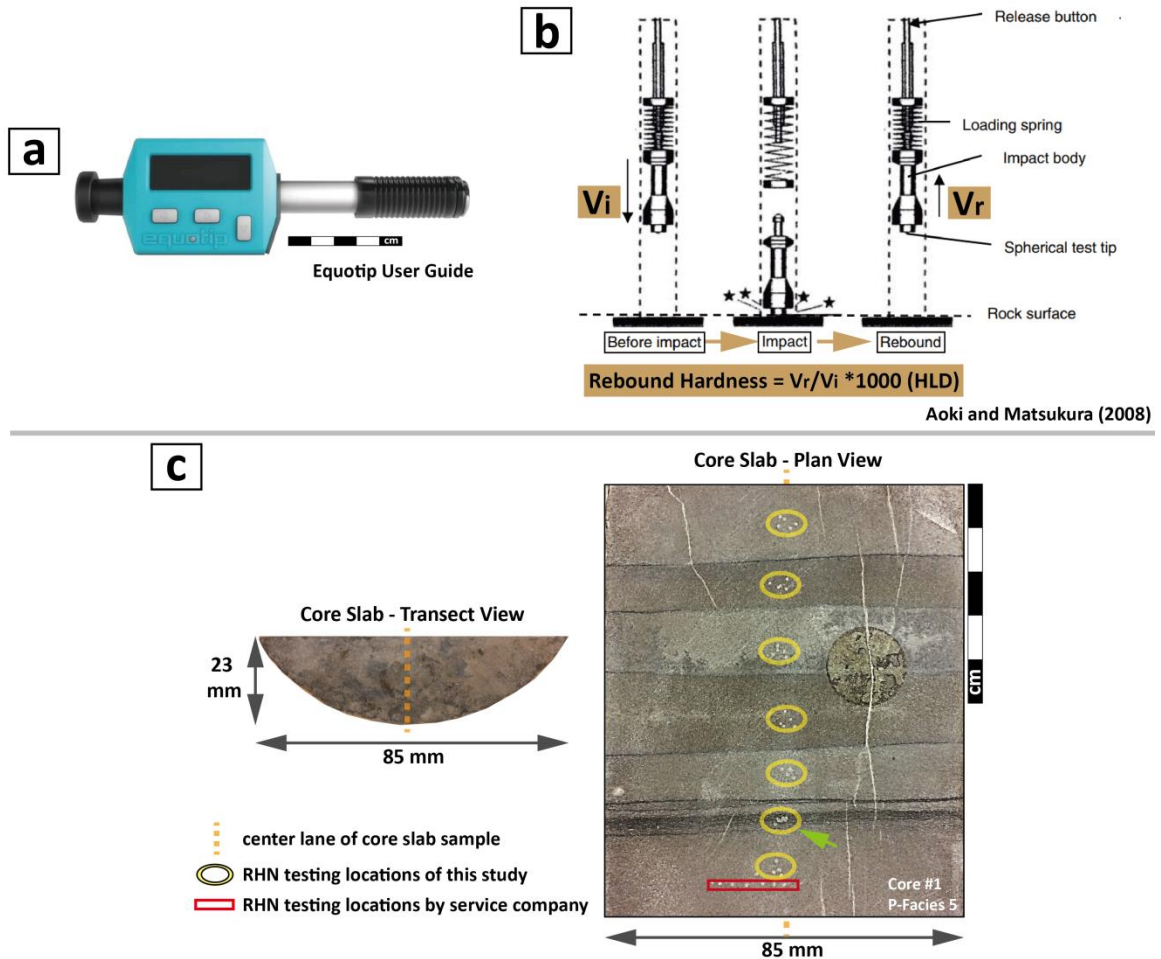 a
equotip
cm
Equotip User Guide
b
Release button
Loading spring
Impact body
Vi
Vr
Spherical test tip
Rock surface
Before impact
Impact
Rebound
Rebound Hardness = Vr/Vi *1000 (HLD)
Aoki and Matsukura (2008)
c
Core Slab - Transect View
23
mm
85 mm
center lane of core slab sample
RHN testing locations of this study
RHN testing locations by service company
Core Slab - Plan View
cm
Core #1
P-Facies 5
85 mm